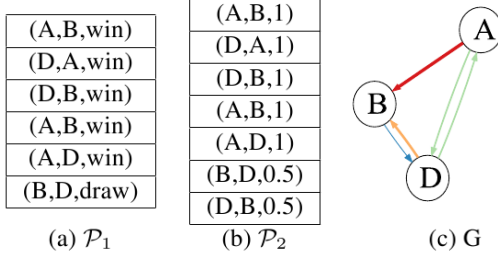 (A,B,win)
(D,A,win)
(D,B,win)
(A,B,win)
(A,D,win)
(B,D,draw)
(a) 𝒫₁
(A,B,1)
(D,A,1)
(D,B,1)
(A,B,1)
(A,D,1)
(B,D,0.5)
(D,B,0.5)
(b) 𝒫₂
A
B
D
(c) G